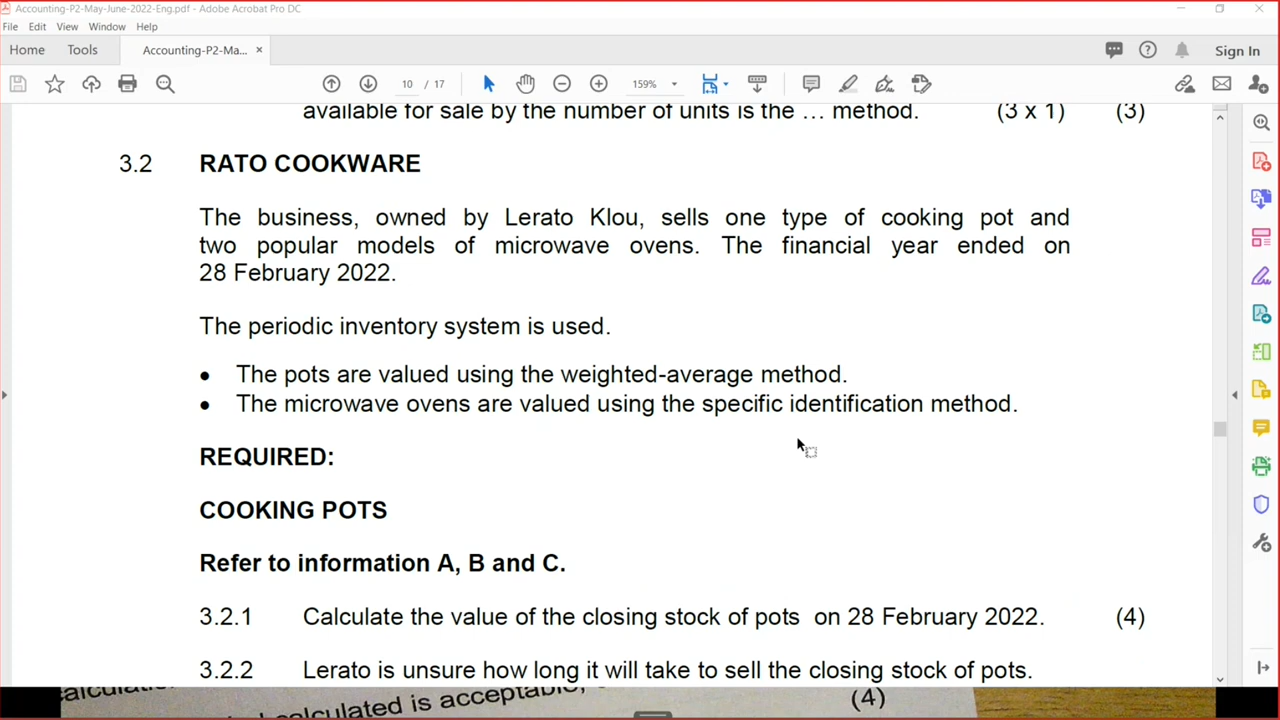 Accounting-P2-May-June-2022-Eng.pdf - Adobe Acrobat Pro DC
File Edit View Window Help
Home Tools Accounting-P2-Ma... × Sign In
10 / 17 159%
available for sale by the number of units is the … method. (3 x 1) (3)
3.2 RATO COOKWARE
The business, owned by Lerato Klou, sells one type of cooking pot and
two popular models of microwave ovens. The financial year ended on
28 February 2022.
The periodic inventory system is used.
• The pots are valued using the weighted-average method.
• The microwave ovens are valued using the specific identification method.
REQUIRED:
COOKING POTS
Refer to information A, B and C.
3.2.1 Calculate the value of the closing stock of pots on 28 February 2022. (4)
3.2.2 Lerato is unsure how long it will take to sell the closing stock of pots.
calculated is acceptable, (4)